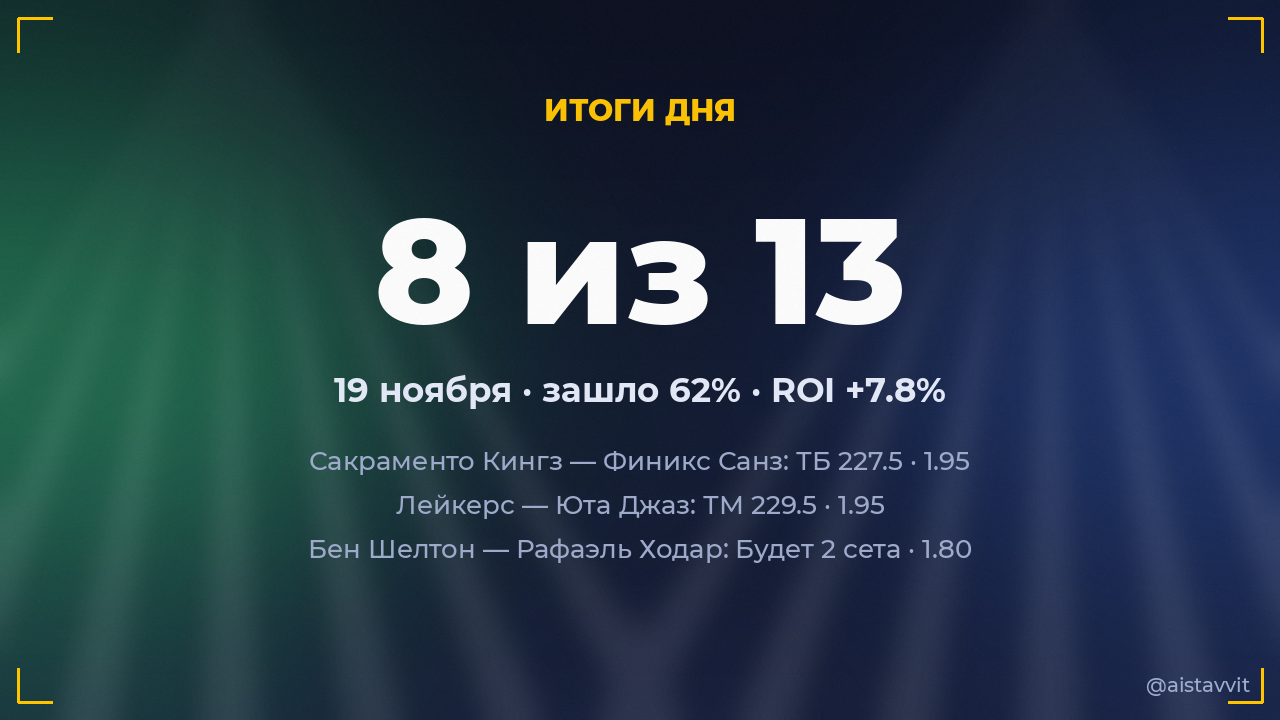 ИТОГИ ДНЯ
8 из 13
19 ноября · зашло 62% · ROI +7.8%
Сакраменто Кингз — Финикс Санз: ТБ 227.5 · 1.95
Лейкерс — Юта Джаз: ТМ 229.5 · 1.95
Бен Шелтон — Рафаэль Ходар: Будет 2 сета · 1.80
@aistavvit